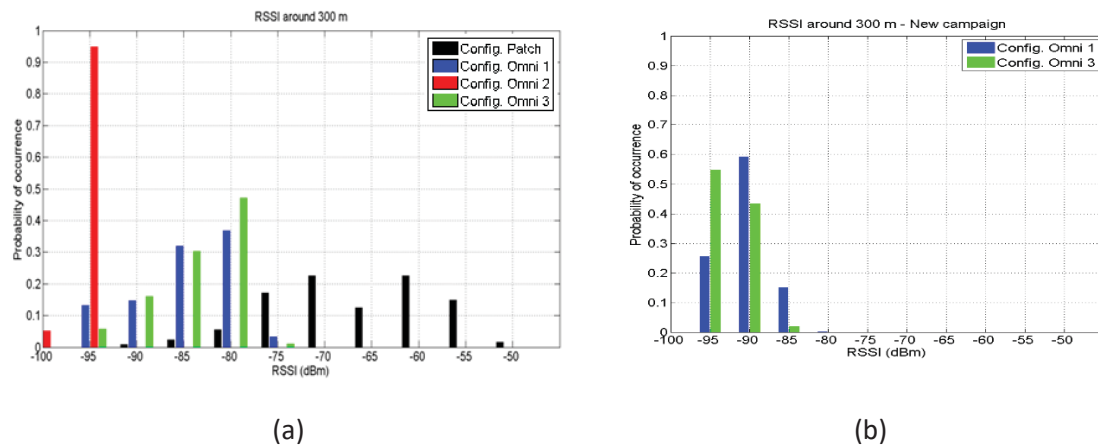 RSSI around 300 m
1
0.9
0.8
0.7
0.6
0.5
0.4
0.3
0.2
0.1
0
Probability of occurrence
Config. Patch
Config. Omni 1
Config. Omni 2
Config. Omni 3
-100 -95 -90 -85 -80 -75 -70 -65 -60 -55 -50
RSSI (dBm)
(a)
RSSI around 300 m - New campaign
1
0.9
0.8
0.7
0.6
0.5
0.4
0.3
0.2
0.1
0
Probability of occurrence
Config. Omni 1
Config. Omni 3
-100 -95 -90 -85 -80 -75 -70 -65 -60 -55 -50
RSSI (dBm)
(b)